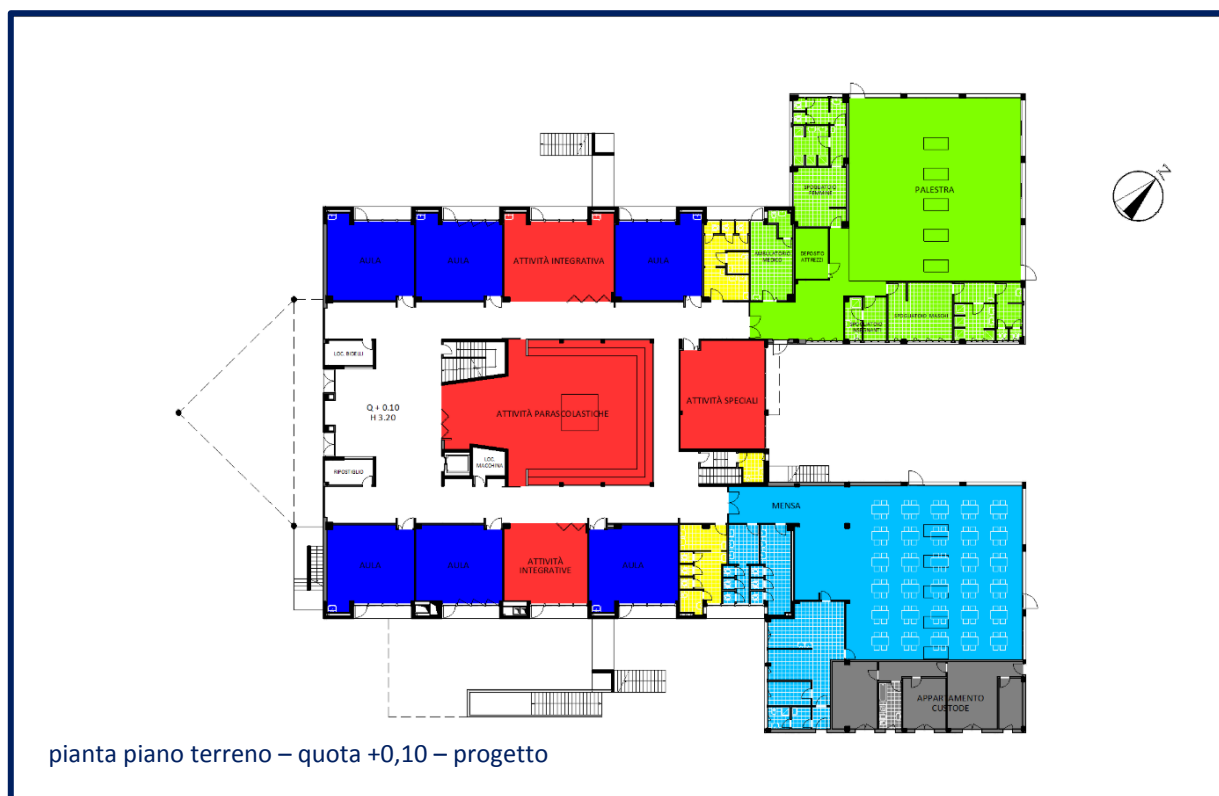 N
SPOGLIATOIO
FEMMINE
PALESTRA
AULA
AULA
ATTIVITÀ INTEGRATIVA
AULA
AMBULATORIO
MEDICO
DEPOSITO
ATTREZZI
SPOGLIATOIO
INSEGNANTI
SPOGLIATOIO MASCHI
LOC. BIDELLI
Q + 0.10
H 3.20
ATTIVITÀ PARASCOLASTICHE
ATTIVITÀ SPECIALI
LOC.
MACCHINA
RIPOSTIGLIO
MENSA
AULA
AULA
ATTIVITÀ
INTEGRATIVE
AULA
APPARTAMENTO
CUSTODE
pianta piano terreno – quota +0,10 – progetto